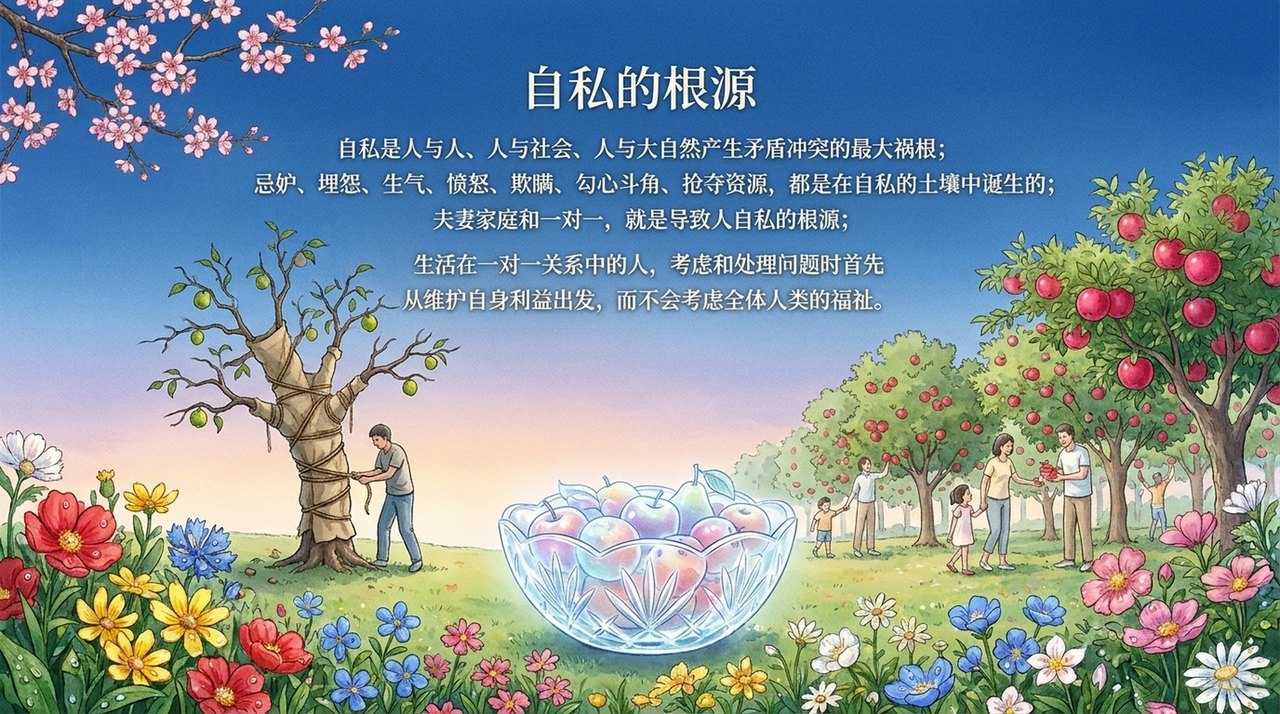 自私的根源
自私是人与人、人与社会、人与大自然产生矛盾冲突的最大祸根；
忌妒、埋怨、生气、愤怒、欺瞒、勾心斗角、抢夺资源，都是在自私的土壤中诞生的；
夫妻家庭和一对一，就是导致人自私的根源；
生活在一对一关系中的人，考虑和处理问题时首先
从维护自身利益出发，而不会考虑全体人类的福祉。